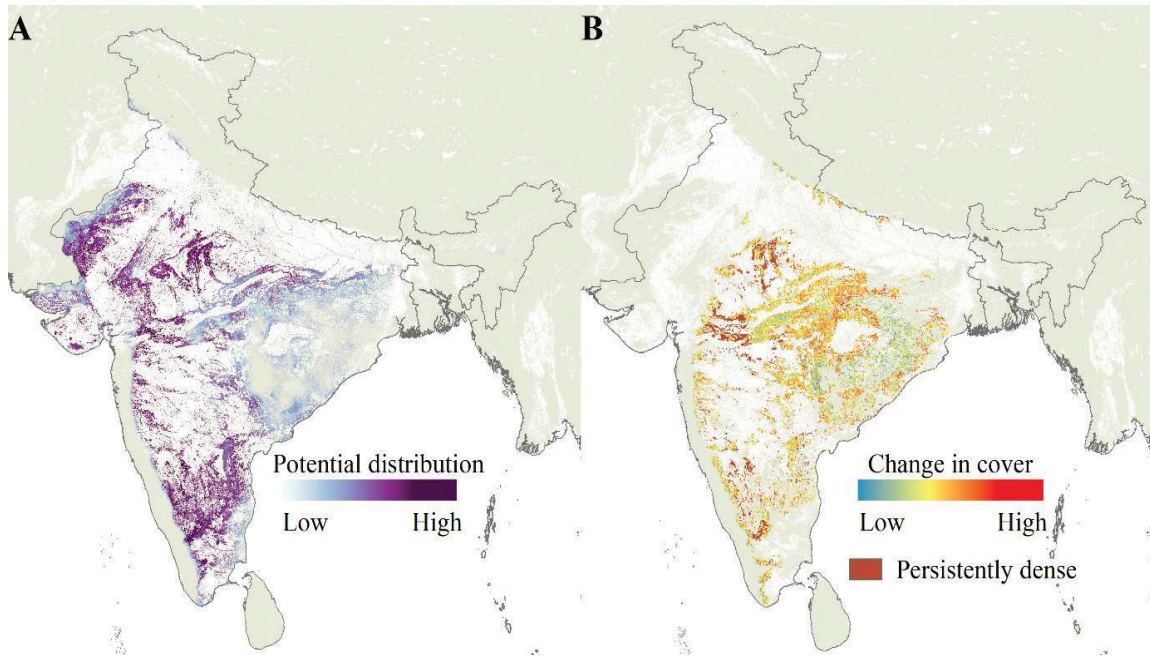 A
B
Potential distribution
Low High
Change in cover
Low High
Persistently dense